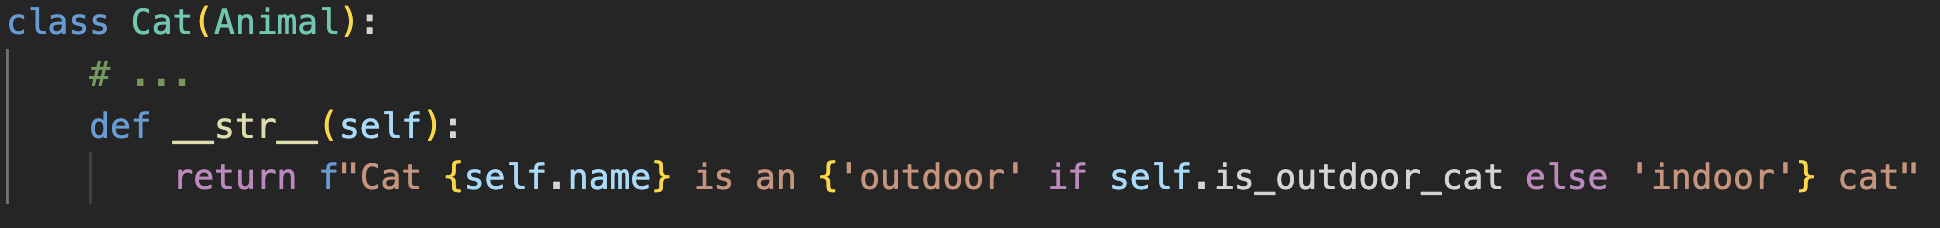 class Cat(Animal):
    # ...
    def __str__(self):
        return f"Cat {self.name} is an {'outdoor' if self.is_outdoor_cat else 'indoor'} cat"